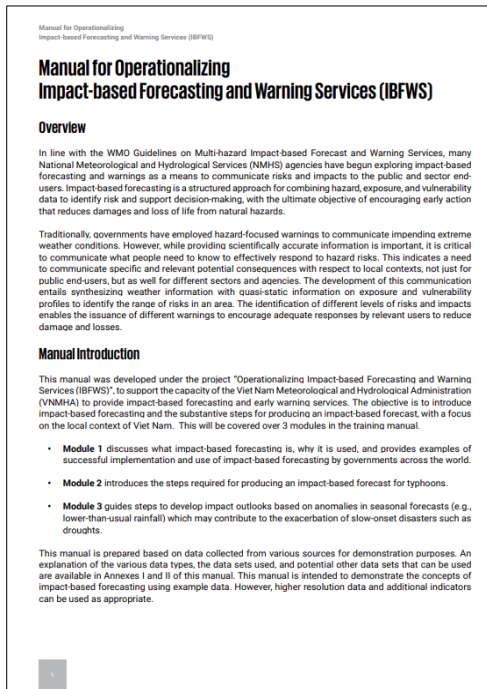 Manual for Operationalizing
Impact-based Forecasting and Warning Services (IBFWS)
Manual for Operationalizing
Impact-based Forecasting and Warning Services (IBFWS)
Overview
In line with the WMO Guidelines on Multi-hazard Impact-based Forecast and Warning Services, many
National Meteorological and Hydrological Services (NMHS) agencies have begun exploring impact-based
forecasting and warnings as a means to communicate risks and impacts to the public and sector end-
users. Impact-based forecasting is a structured approach for combining hazard, exposure, and vulnerability
data to identify risk and support decision-making, with the ultimate objective of encouraging early action
that reduces damages and loss of life from natural hazards.
Traditionally, governments have employed hazard-focused warnings to communicate impending extreme
weather conditions. However, while providing scientifically accurate information is important, it is critical
to communicate what people need to know to effectively respond to hazard risks. This indicates a need
to communicate specific and relevant potential consequences with respect to local contexts, not just for
public end-users, but as well for different sectors and agencies. The development of this communication
entails synthesizing weather information with quasi-static information on exposure and vulnerability
profiles to identify the range of risks in an area. The identification of different levels of risks and impacts
enables the issuance of different warnings to encourage adequate responses by relevant users to reduce
damage and losses.
Manual Introduction
This manual was developed under the project "Operationalizing Impact-based Forecasting and Warning
Services (IBFWS)", to support the capacity of the Viet Nam Meteorological and Hydrological Administration
(VNMHA) to provide impact-based forecasting and early warning services. The objective is to introduce
impact-based forecasting and the substantive steps for producing an impact-based forecast, with a focus
on the local context of Viet Nam. This will be covered over 3 modules in the training manual.
• Module 1 discusses what impact-based forecasting is, why it is used, and provides examples of
successful implementation and use of impact-based forecasting by governments across the world.
• Module 2 introduces the steps required for producing an impact-based forecast for typhoons.
• Module 3 guides steps to develop impact outlooks based on anomalies in seasonal forecasts (e.g.,
lower-than-usual rainfall) which may contribute to the exacerbation of slow-onset disasters such as
droughts.
This manual is prepared based on data collected from various sources for demonstration purposes. An
explanation of the various data types, the data sets used, and potential other data sets that can be used
are available in Annexes I and II of this manual. This manual is intended to demonstrate the concepts of
impact-based forecasting using example data. However, higher resolution data and additional indicators
can be used as appropriate.